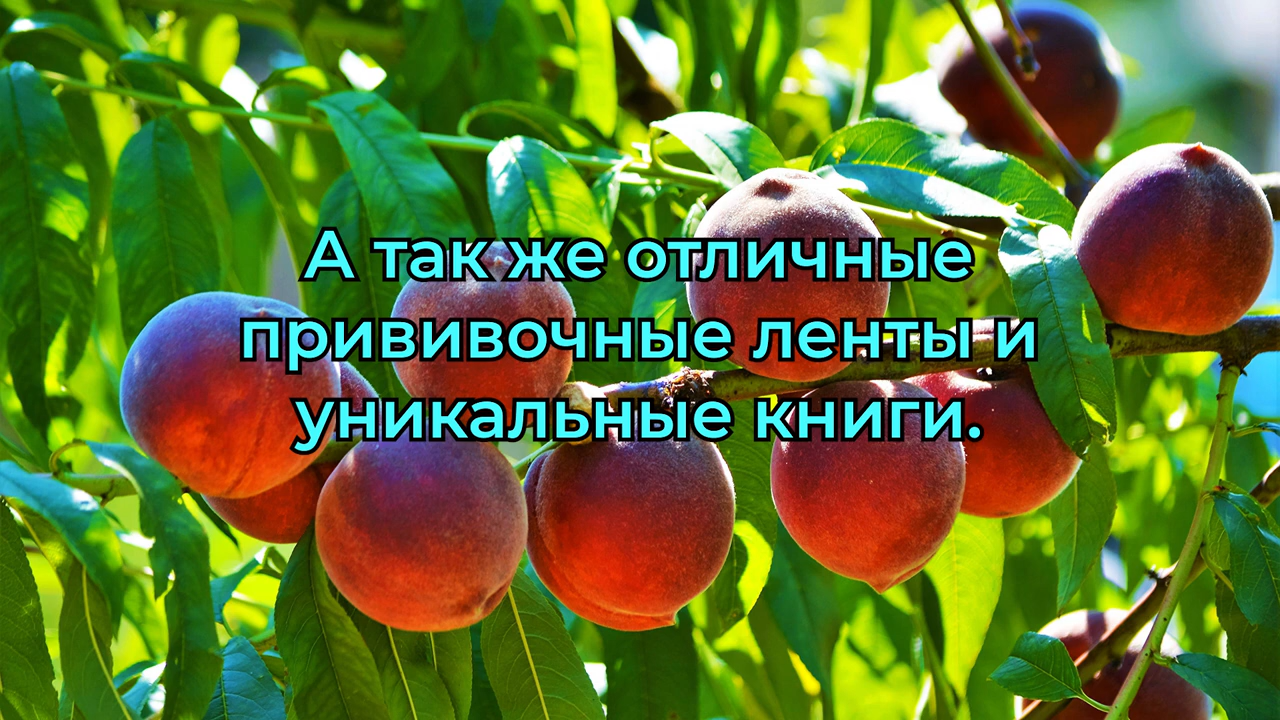 А так же отличные
прививочные ленты и
уникальные книги.